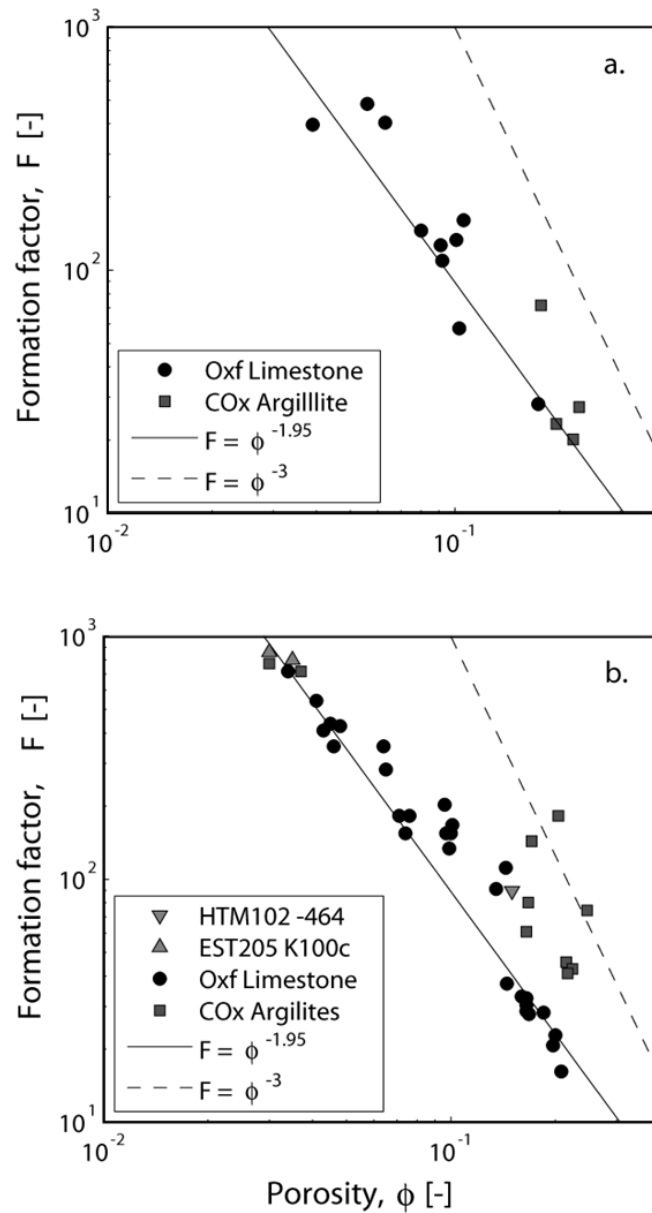 10^3
a.
Formation factor, F [-]
10^2
Oxf Limestone
COx Argilllite
F = ϕ^-1.95
F = ϕ^-3
10^1
10^-2
10^-1
10^3
b.
Formation factor, F [-]
10^2
HTM102 -464
EST205 K100c
Oxf Limestone
COx Argilites
F = ϕ^-1.95
F = ϕ^-3
10^1
10^-2
10^-1
Porosity, ϕ [-]